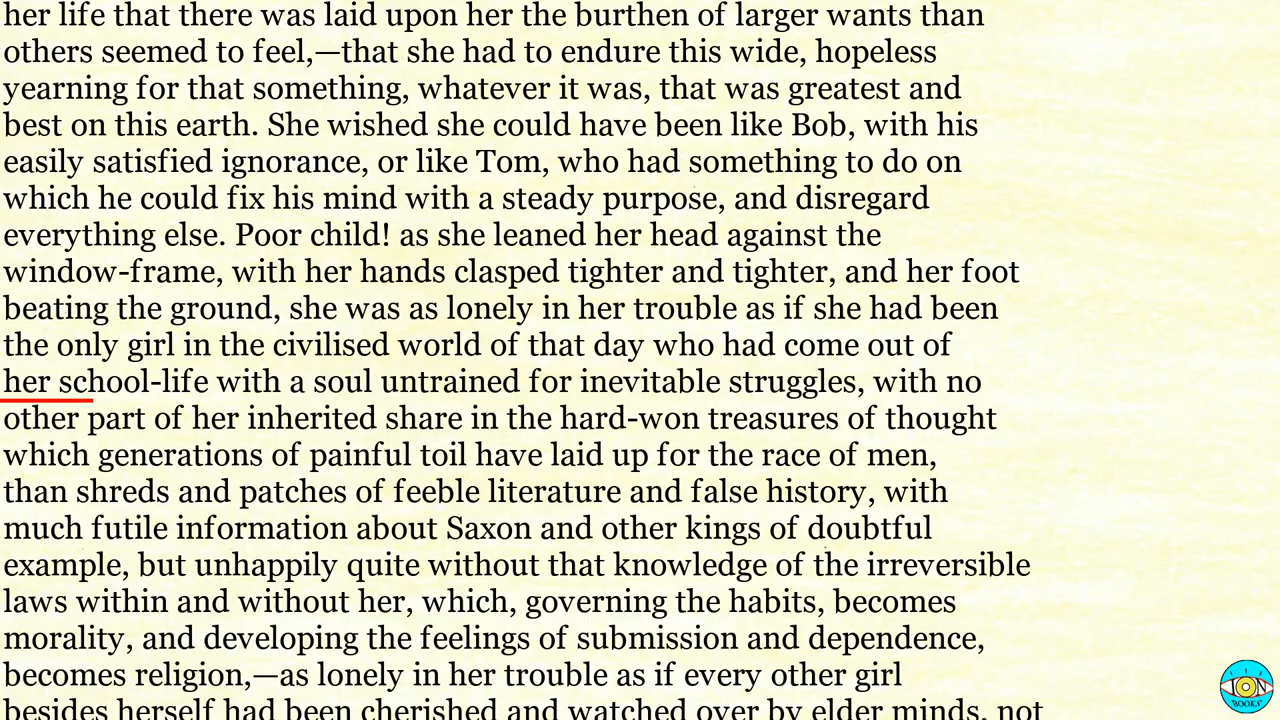 her life that there was laid upon her the burthen of larger wants than
others seemed to feel,—that she had to endure this wide, hopeless
yearning for that something, whatever it was, that was greatest and
best on this earth. She wished she could have been like Bob, with his
easily satisfied ignorance, or like Tom, who had something to do on
which he could fix his mind with a steady purpose, and disregard
everything else. Poor child! as she leaned her head against the
window-frame, with her hands clasped tighter and tighter, and her foot
beating the ground, she was as lonely in her trouble as if she had been
the only girl in the civilised world of that day who had come out of
her school-life with a soul untrained for inevitable struggles, with no
other part of her inherited share in the hard-won treasures of thought
which generations of painful toil have laid up for the race of men,
than shreds and patches of feeble literature and false history, with
much futile information about Saxon and other kings of doubtful
example, but unhappily quite without that knowledge of the irreversible
laws within and without her, which, governing the habits, becomes
morality, and developing the feelings of submission and dependence,
becomes religion,—as lonely in her trouble as if every other girl
besides herself had been cherished and watched over by elder minds, not
ION
BOOKS